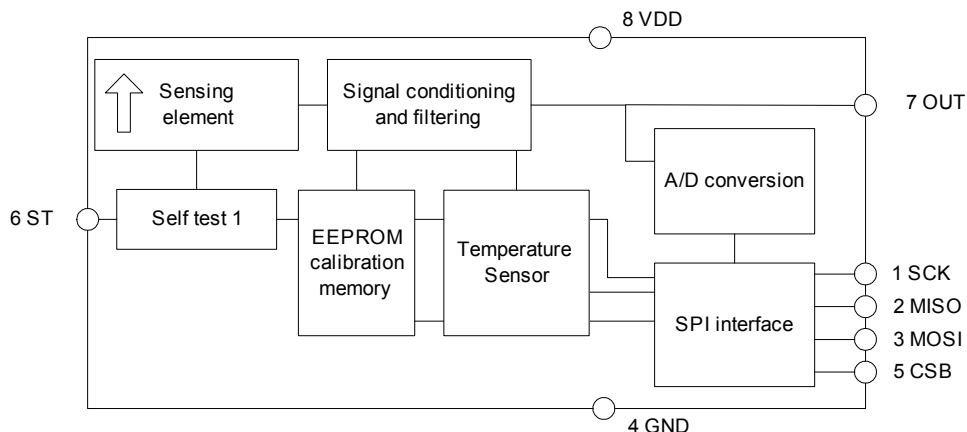 8 VDD
Sensing
element
Signal conditioning
and filtering
7 OUT
A/D conversion
6 ST
Self test 1
EEPROM
calibration
memory
Temperature
Sensor
SPI interface
1 SCK
2 MISO
3 MOSI
5 CSB
4 GND